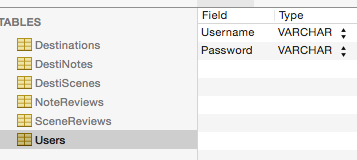 TABLES
Destinations
DestiNotes
DestiScenes
NoteReviews
SceneReviews
Users
Field Type
Username VARCHAR
Password VARCHAR